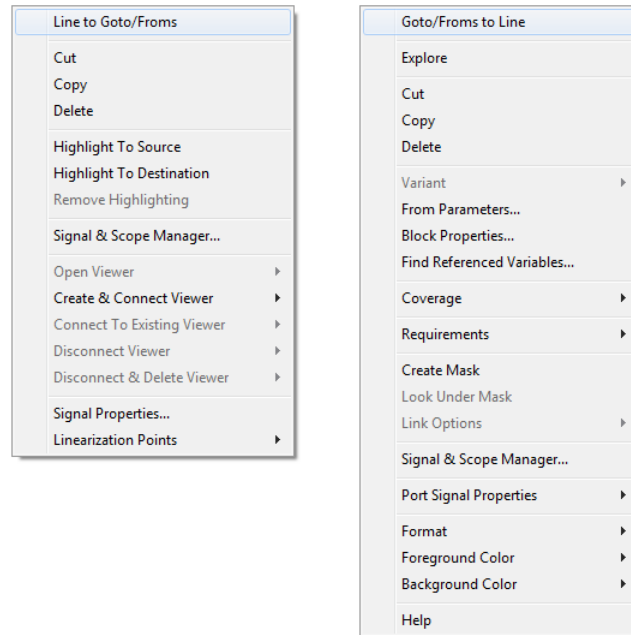 Line to Goto/Froms
Cut
Copy
Delete
Highlight To Source
Highlight To Destination
Remove Highlighting
Signal & Scope Manager...
Open Viewer
Create & Connect Viewer
Connect To Existing Viewer
Disconnect Viewer
Disconnect & Delete Viewer
Signal Properties...
Linearization Points
Goto/Froms to Line
Explore
Cut
Copy
Delete
Variant
From Parameters...
Block Properties...
Find Referenced Variables...
Coverage
Requirements
Create Mask
Look Under Mask
Link Options
Signal & Scope Manager...
Port Signal Properties
Format
Foreground Color
Background Color
Help